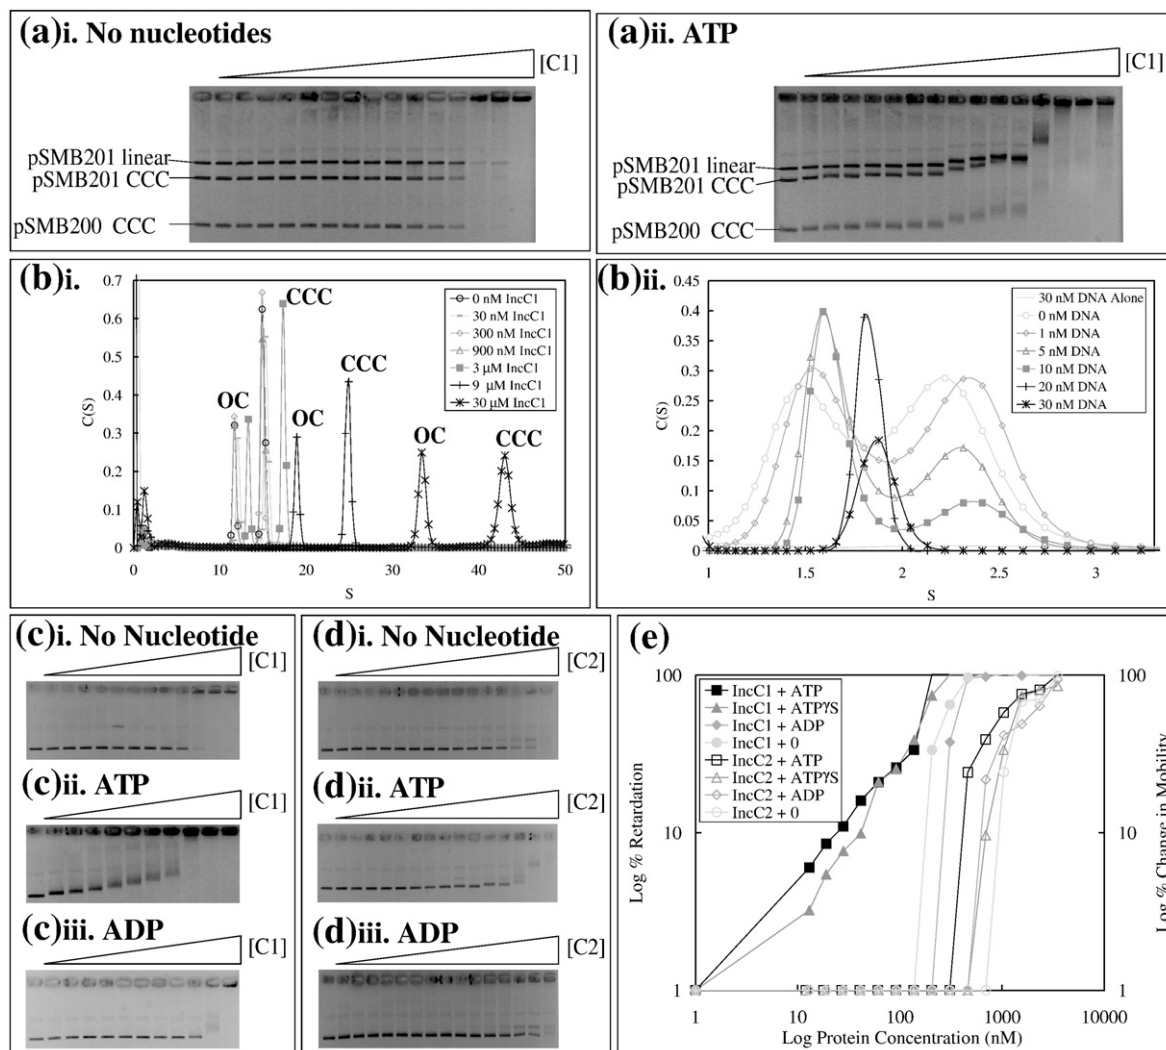 (a)i. No nucleotides
[C1]
pSMB201 linear
pSMB201 CCC
pSMB200 CCC
(a)ii. ATP
[C1]
pSMB201 linear
pSMB201 CCC
pSMB200 CCC
(b)i.
0.7
0.6
0.5
0.4
0.3
0.2
0.1
0
C(S)
0 10 20 30 40 50
S
OC
CCC
OC
CCC
OC
CCC
0 nM IncC1
30 nM IncC1
300 nM IncC1
900 nM IncC1
3 µM IncC1
9 µM IncC1
30 µM IncC1
(b)ii.
0.45
0.4
0.35
0.3
0.25
0.2
0.15
0.1
0.05
0
C(S)
1 1.5 2 2.5 3
S
30 nM DNA Alone
0 nM DNA
1 nM DNA
5 nM DNA
10 nM DNA
20 nM DNA
30 nM DNA
(c)i. No Nucleotide
[C1]
(c)ii. ATP
[C1]
(c)iii. ADP
[C1]
(d)i. No Nucleotide
[C2]
(d)ii. ATP
[C2]
(d)iii. ADP
[C2]
(e)
100
10
1
Log % Retardation
IncC1 + ATP
IncC1 + ATPγS
IncC1 + ADP
IncC1 + 0
IncC2 + ATP
IncC2 + ATPγS
IncC2 + ADP
IncC2 + 0
100
10
1
Log % Change in Mobility
1 10 100 1000 10000
Log Protein Concentration (nM)